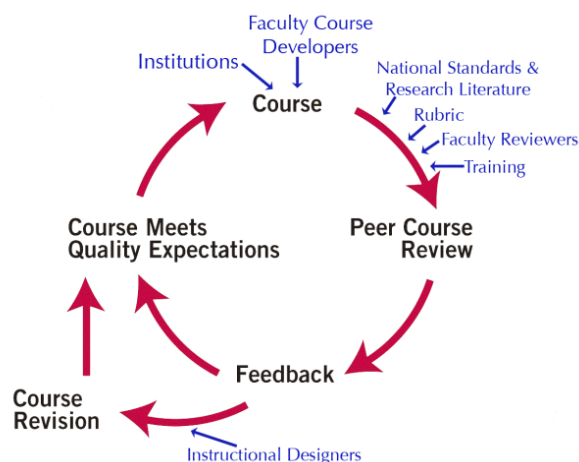 Faculty Course
Developers
Institutions
Course
National Standards &
Research Literature
Rubric
Faculty Reviewers
Training
Peer Course
Review
Course Meets
Quality Expectations
Feedback
Course
Revision
Instructional Designers